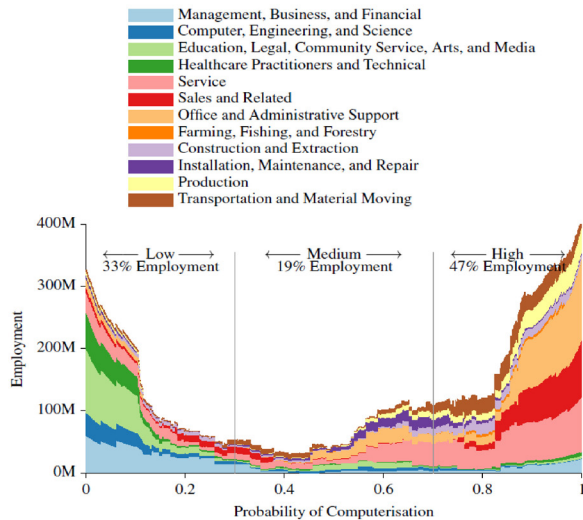 Management, Business, and Financial
Computer, Engineering, and Science
Education, Legal, Community Service, Arts, and Media
Healthcare Practitioners and Technical
Service
Sales and Related
Office and Administrative Support
Farming, Fishing, and Forestry
Construction and Extraction
Installation, Maintenance, and Repair
Production
Transportation and Material Moving
400M
300M
200M
100M
0M
Employment
← Low →
33% Employment
← Medium →
19% Employment
← High →
47% Employment
0
0.2
0.4
0.6
0.8
1
Probability of Computerisation